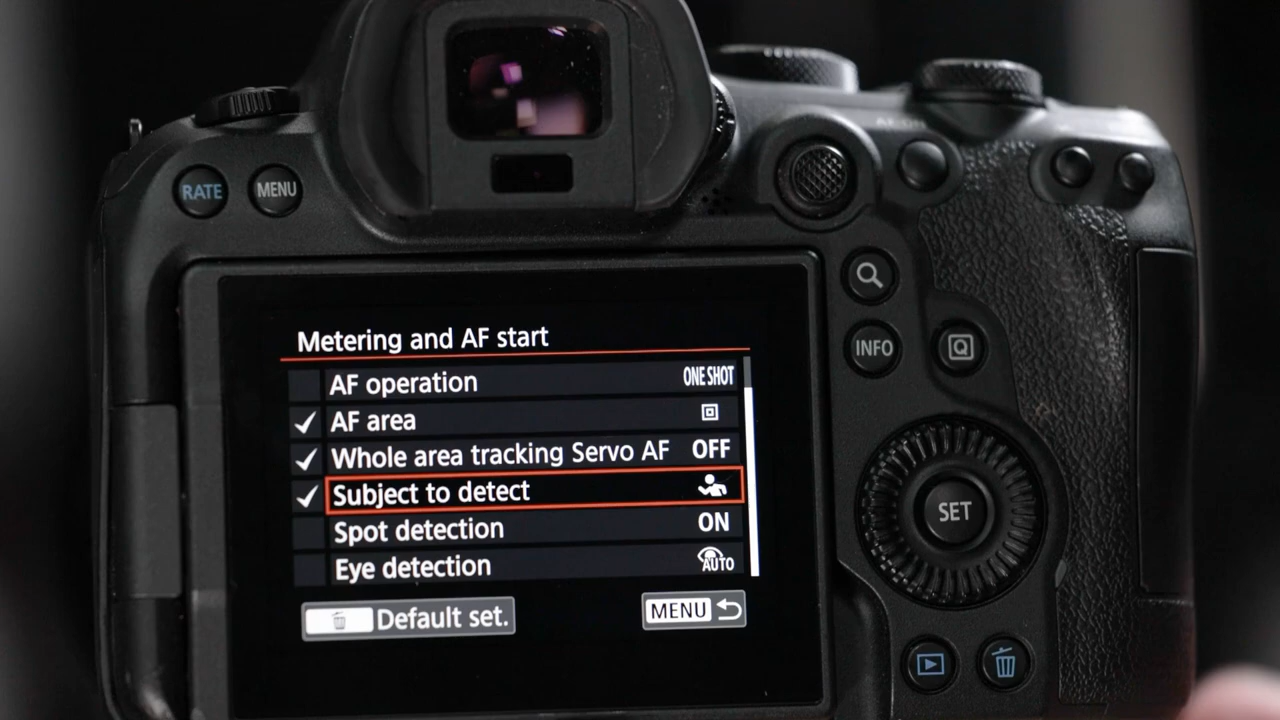 RATE
MENU
Metering and AF start
AF operation ONE SHOT
AF area
Whole area tracking Servo AF OFF
Subject to detect
Spot detection ON
Eye detection AUTO
Default set. MENU
INFO
Q
SET